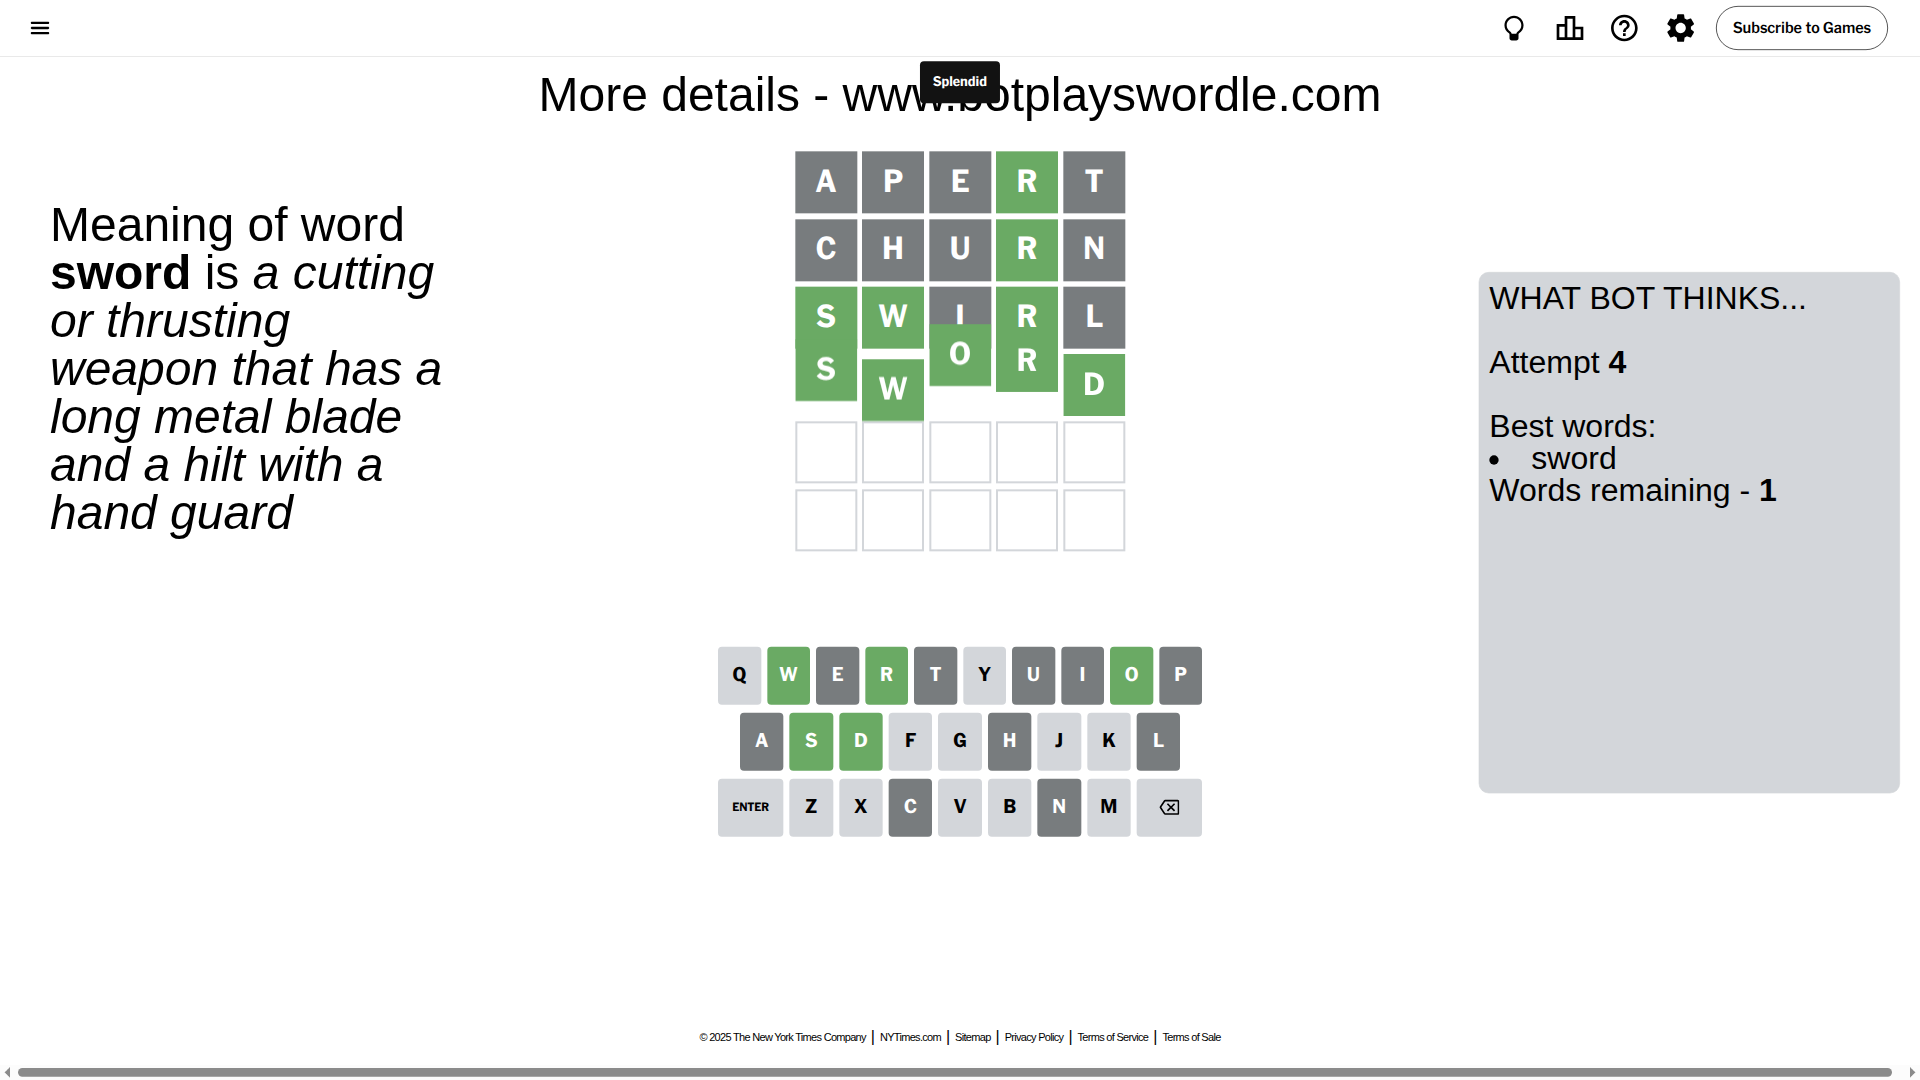 Subscribe to Games
Splendid
More details - www.botplayswordle.com
Meaning of word
sword is a cutting
or thrusting
weapon that has a
long metal blade
and a hilt with a
hand guard
A P E R T
C H U R N
S W I R L
S W O R D
WHAT BOT THINKS...
Attempt 4
Best words:
• sword
Words remaining - 1
Q W E R T Y U I O P
A S D F G H J K L
ENTER Z X C V B N M
© 2025 The New York Times Company | NYTimes.com | Sitemap | Privacy Policy | Terms of Service | Terms of Sale